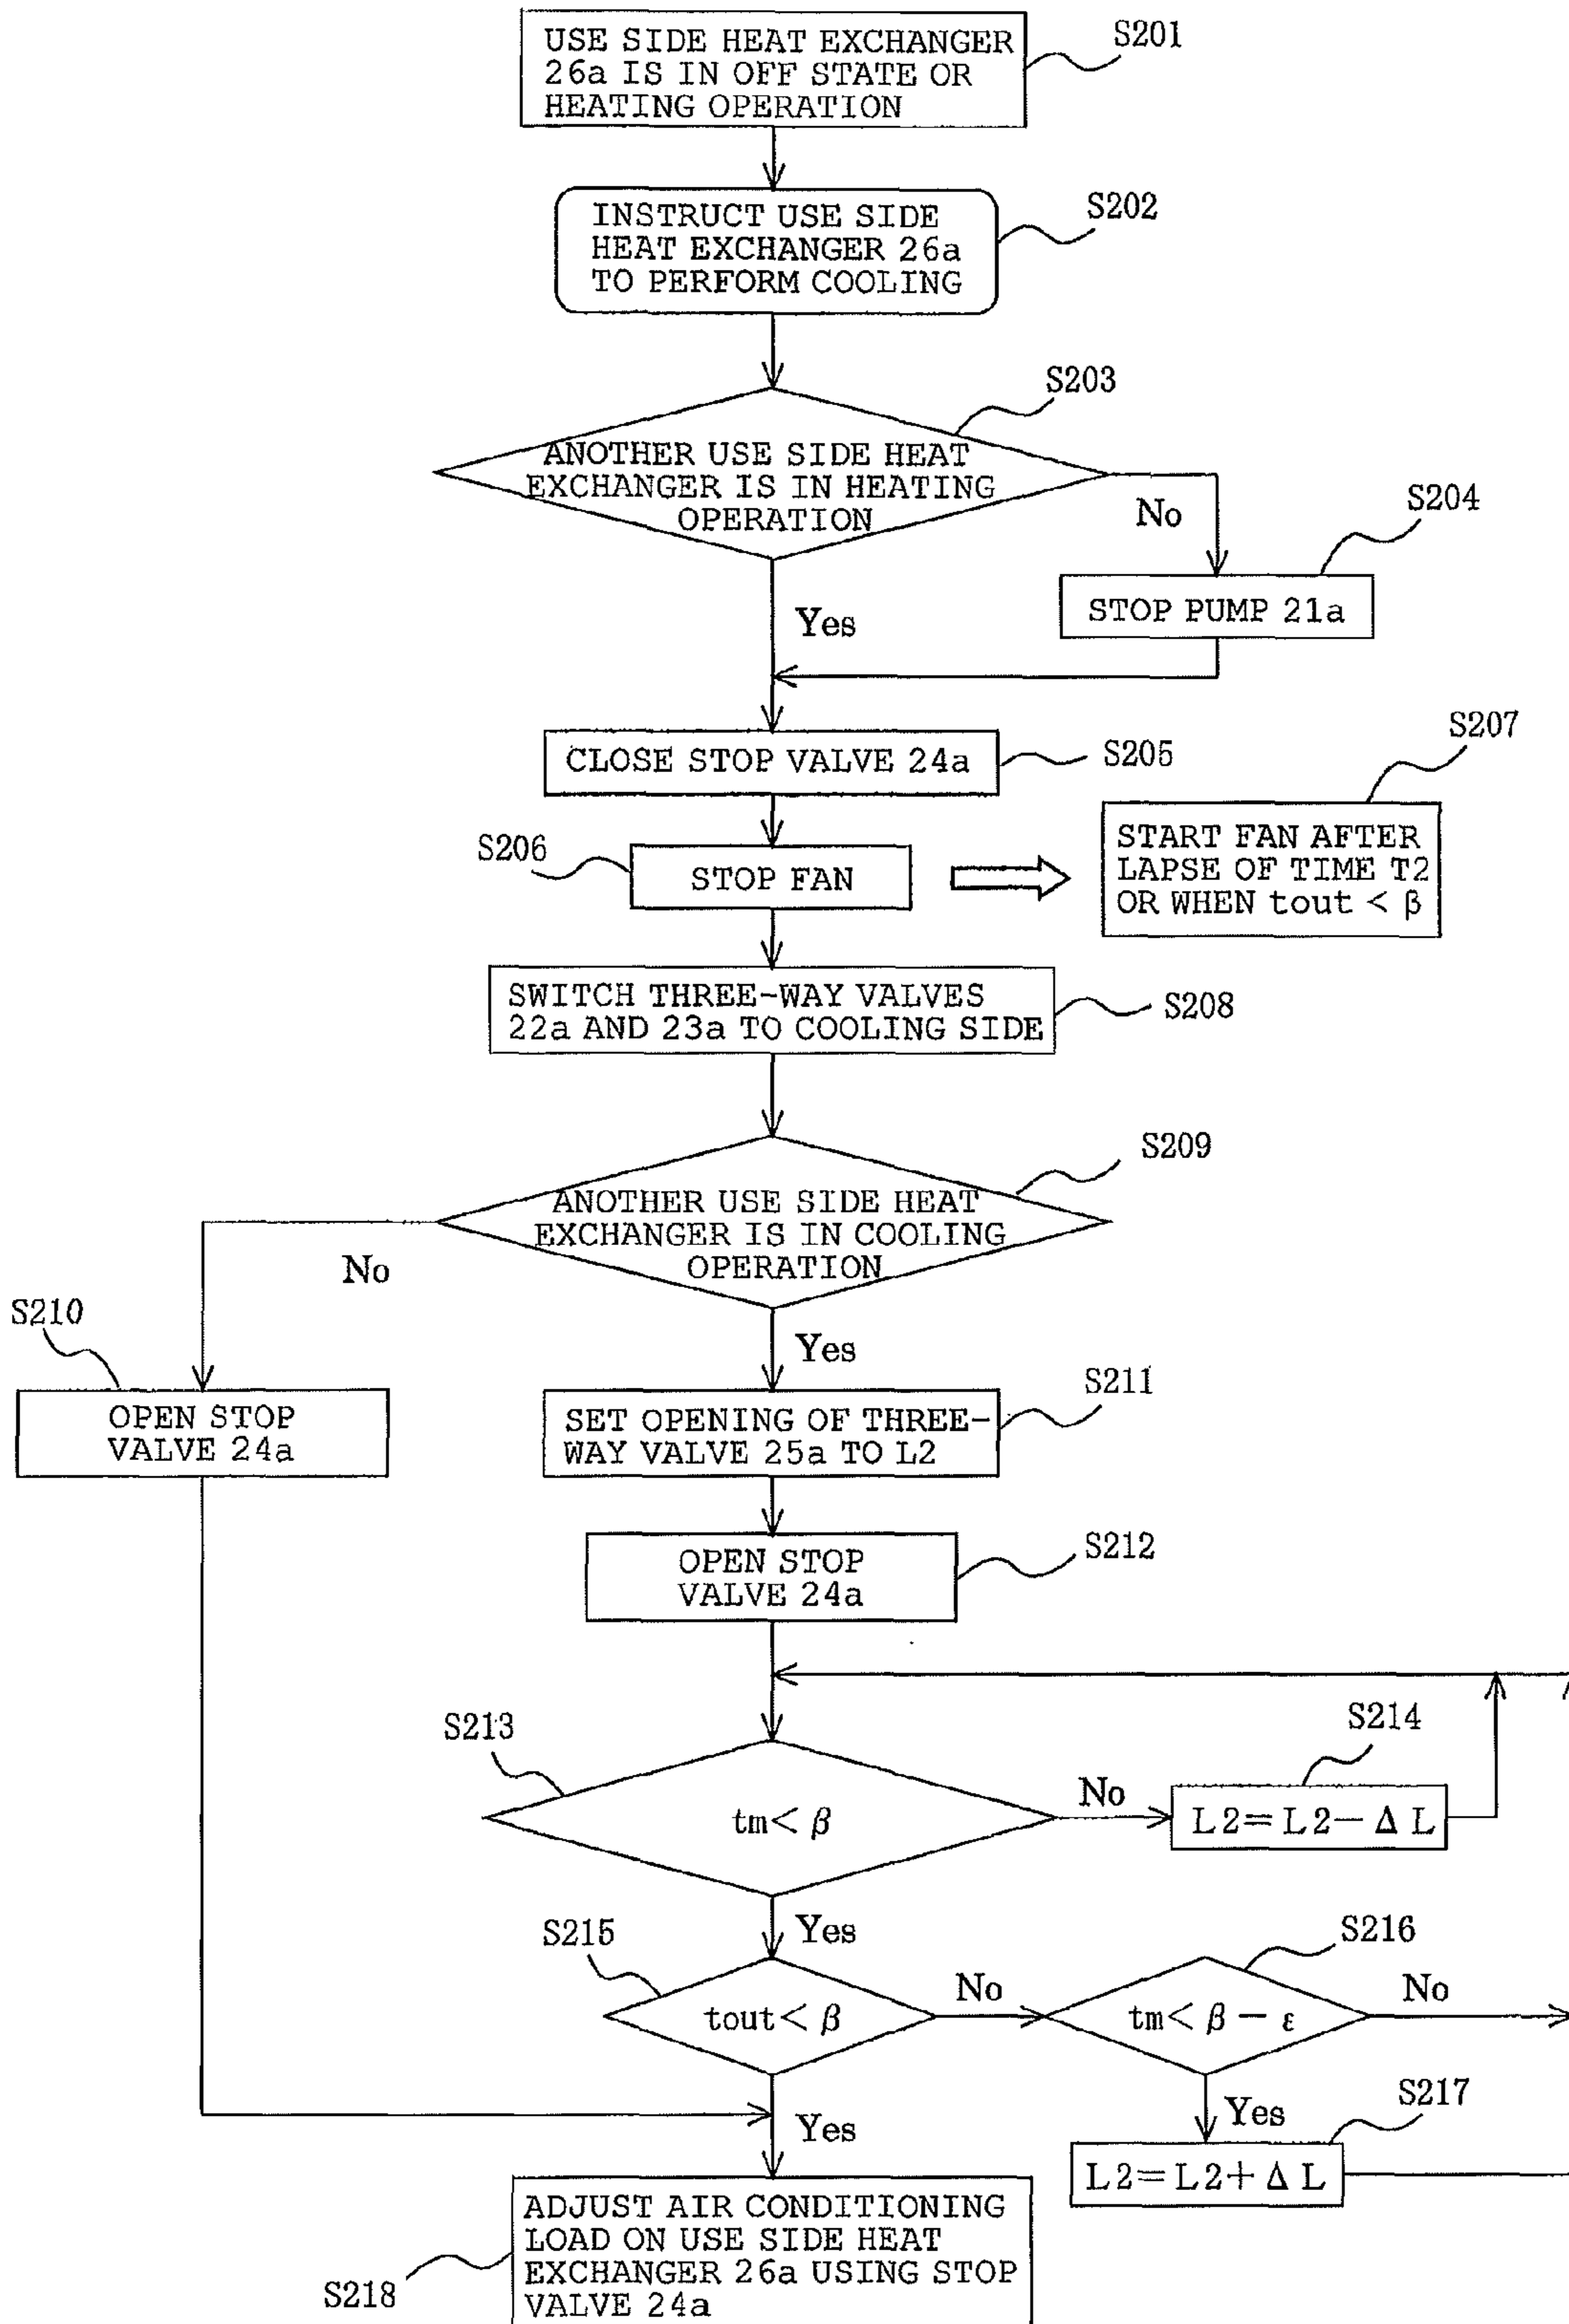 USE SIDE HEAT EXCHANGER
26a IS IN OFF STATE OR
HEATING OPERATION
S201
INSTRUCT USE SIDE
HEAT EXCHANGER 26a
TO PERFORM COOLING
S202
S203
ANOTHER USE SIDE HEAT
EXCHANGER IS IN HEATING
OPERATION
No
S204
STOP PUMP 21a
Yes
CLOSE STOP VALVE 24a
S205
S206
STOP FAN
S207
START FAN AFTER
LAPSE OF TIME T2
OR WHEN tout < β
SWITCH THREE-WAY VALVES
22a AND 23a TO COOLING SIDE
S208
S209
ANOTHER USE SIDE HEAT
EXCHANGER IS IN COOLING
OPERATION
No
S210
OPEN STOP
VALVE 24a
Yes
S211
SET OPENING OF THREE-
WAY VALVE 25a TO L2
S212
OPEN STOP
VALVE 24a
S213
tm< β
No
S214
L2=L2− Δ L
Yes
S215
tout< β
No
S216
tm< β − ε
No
Yes
S217
L2=L2+ Δ L
Yes
ADJUST AIR CONDITIONING
LOAD ON USE SIDE HEAT
EXCHANGER 26a USING STOP
VALVE 24a
S218